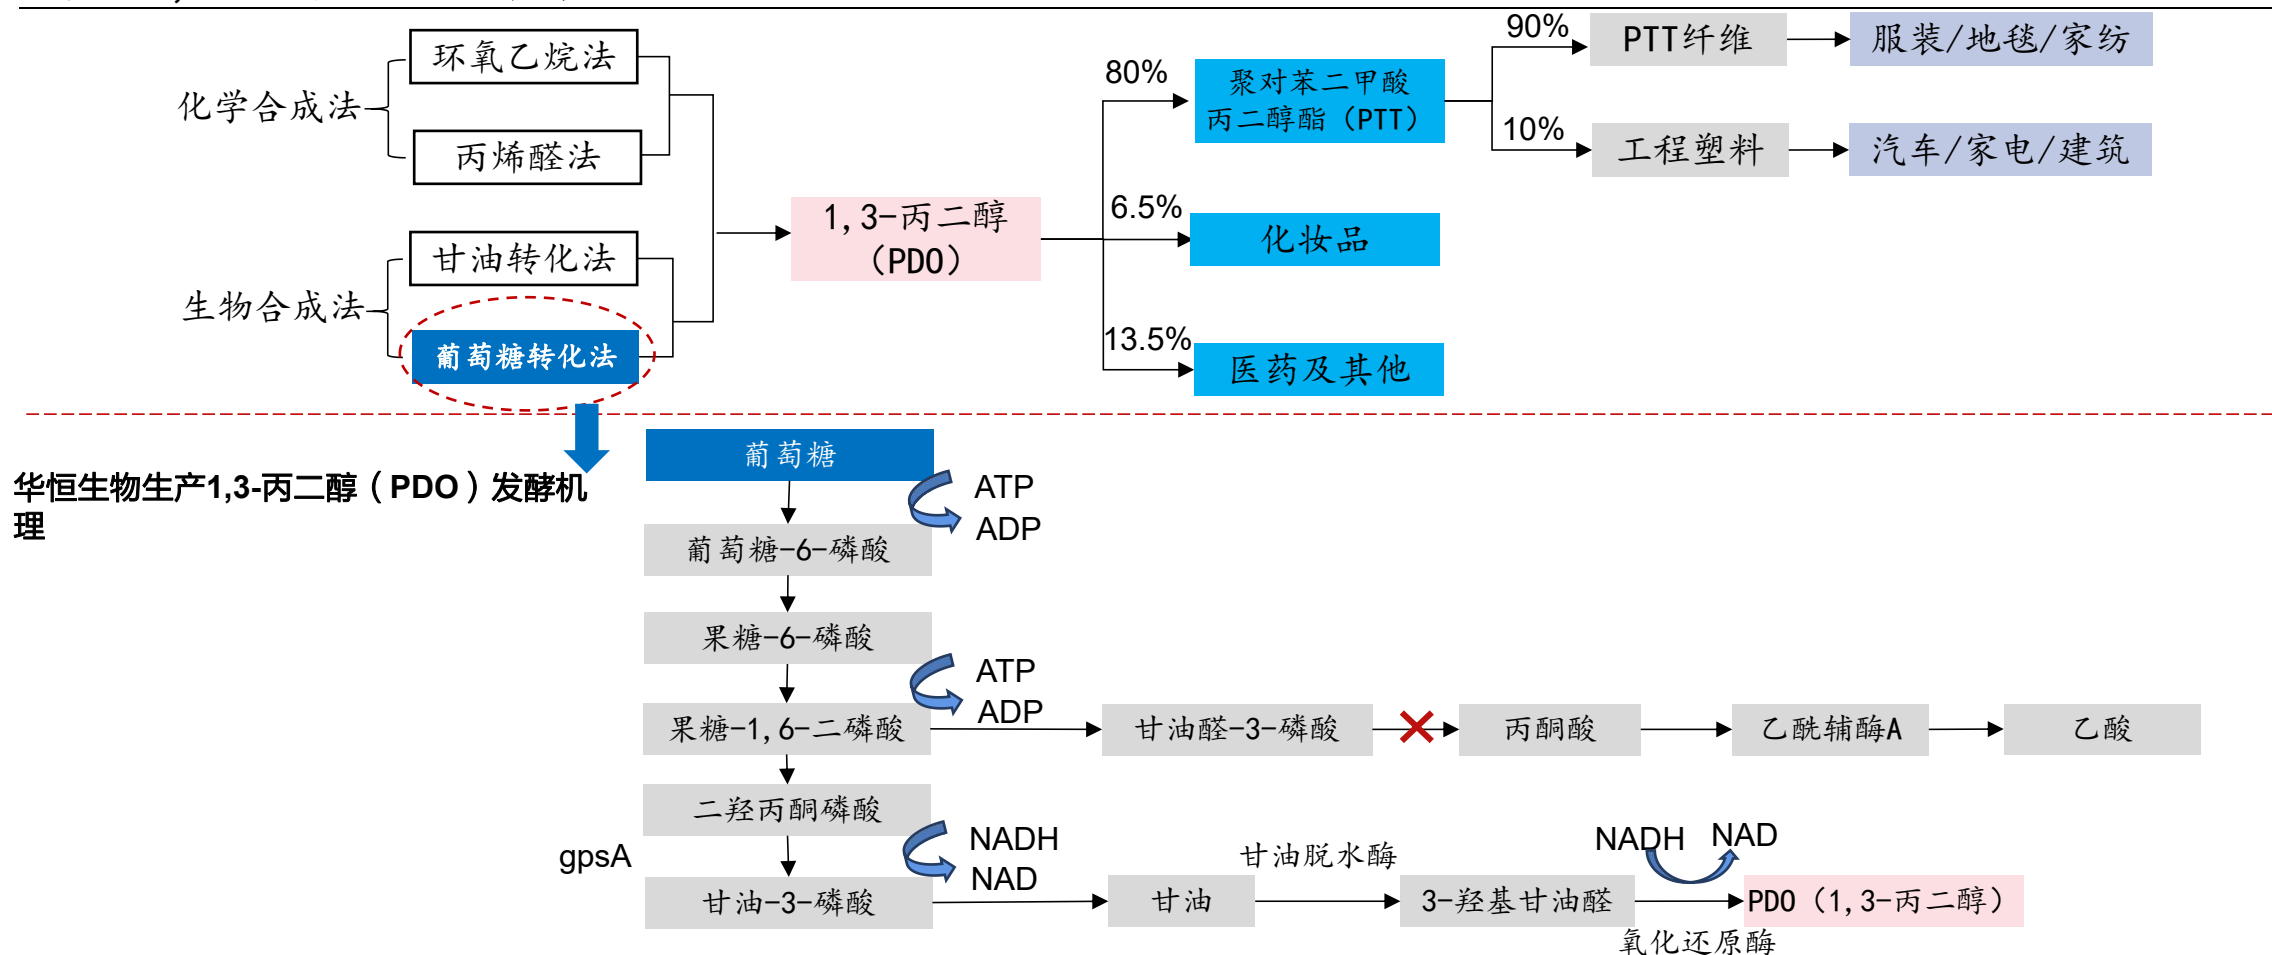 环氧乙烷法
化学合成法
丙烯醛法
甘油转化法
生物合成法
葡萄糖转化法
1,3-丙二醇
（PDO）
80%
6.5%
13.5%
聚对苯二甲酸
丙二醇酯（PTT）
化妆品
医药及其他
90%
10%
PTT纤维
工程塑料
服装/地毯/家纺
汽车/家电/建筑
华恒生物生产1,3-丙二醇（PDO）发酵机
理
葡萄糖
ATP
ADP
葡萄糖-6-磷酸
果糖-6-磷酸
ATP
ADP
果糖-1,6-二磷酸
甘油醛-3-磷酸
丙酮酸
乙酰辅酶A
乙酸
二羟丙酮磷酸
gpsA
NADH
NAD
甘油-3-磷酸
甘油
甘油脱水酶
3-羟基甘油醛
NADH
NAD
氧化还原酶
PDO（1,3-丙二醇）